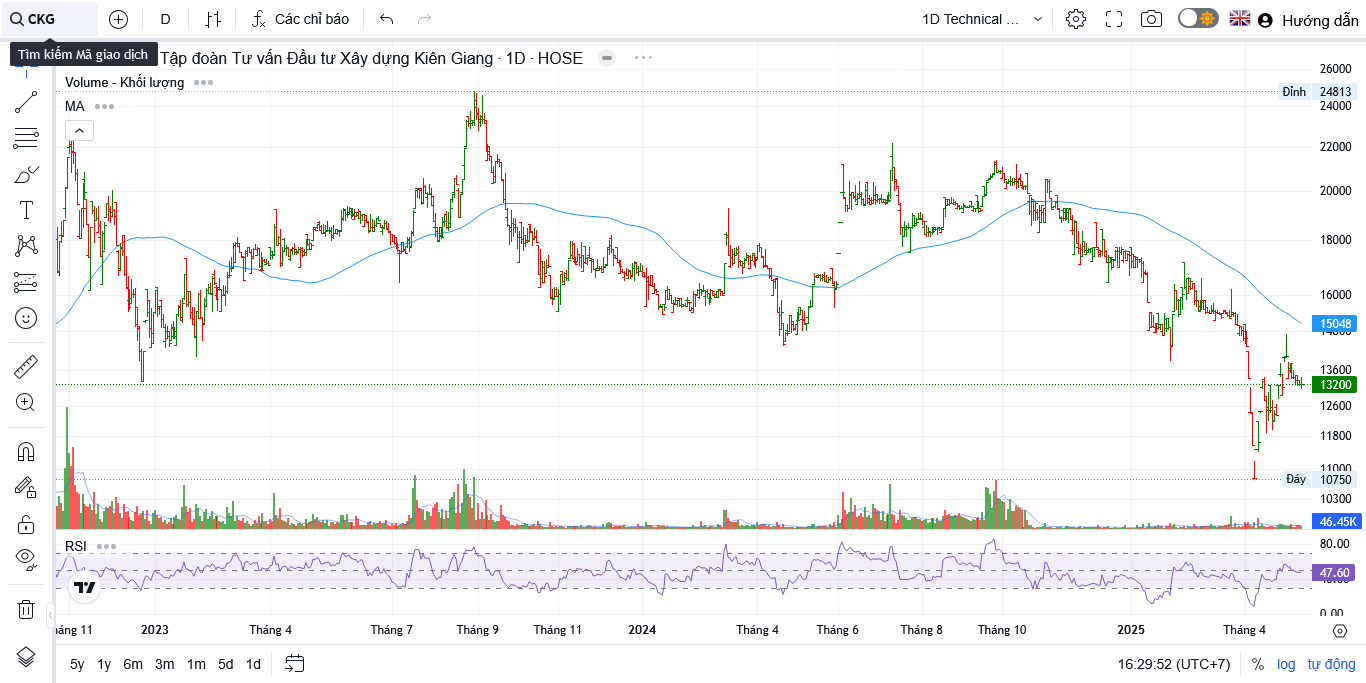 CKG
D
Các chỉ báo
1D Technical ...
Hướng dẫn
Tìm kiếm Mã giao dịch
Tập đoàn Tư vấn Đầu tư Xây dựng Kiên Giang · 1D · HOSE
Volume - Khối lượng
MA
26000
Đỉnh 24813
24000
22000
20000
18000
16000
15048
14800
13600
13200
12600
11800
11000
Đáy 10750
10300
46.45K
RSI
80.00
47.60
0.00
háng 11 2023 Tháng 4 Tháng 7 Tháng 9 Tháng 11 2024 Tháng 4 Tháng 6 Tháng 8 Tháng 10 2025 Tháng 4
5y 1y 6m 3m 1m 5d 1d
16:29:52 (UTC+7) % log tự động